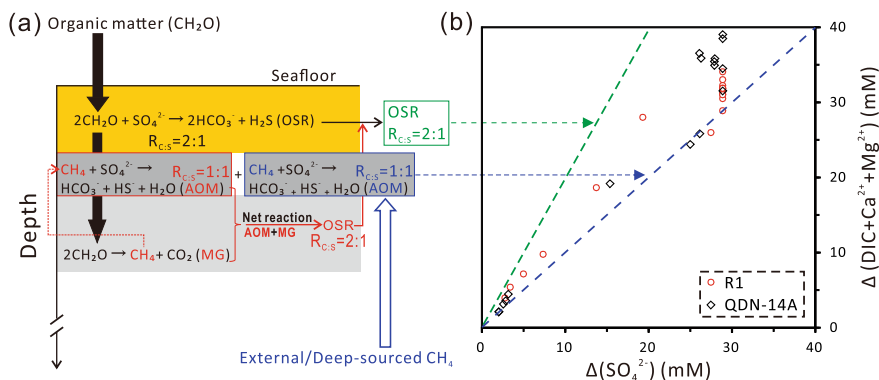 (a)
Organic matter (CH₂O)
Seafloor
2CH₂O + SO₄²⁻ → 2HCO₃⁻ + H₂S (OSR)
R_C:S=2:1
OSR
R_C:S=2:1
CH₄ + SO₄²⁻ → R_C:S=1:1
HCO₃⁻ + HS⁻ + H₂O (AOM)
+
CH₄ +SO₄²⁻ → R_C:S=1:1
HCO₃⁻ + HS⁻ + H₂O (AOM)
Depth
Net reaction
AOM+MG
OSR
R_C:S=2:1
2CH₂O → CH₄ + CO₂ (MG)
External/Deep-sourced CH₄
(b)
40
30
20
10
0
Δ (DIC+Ca²⁺+Mg²⁺) (mM)
R1
QDN-14A
0 10 20 30 40
Δ(SO₄²⁻) (mM)